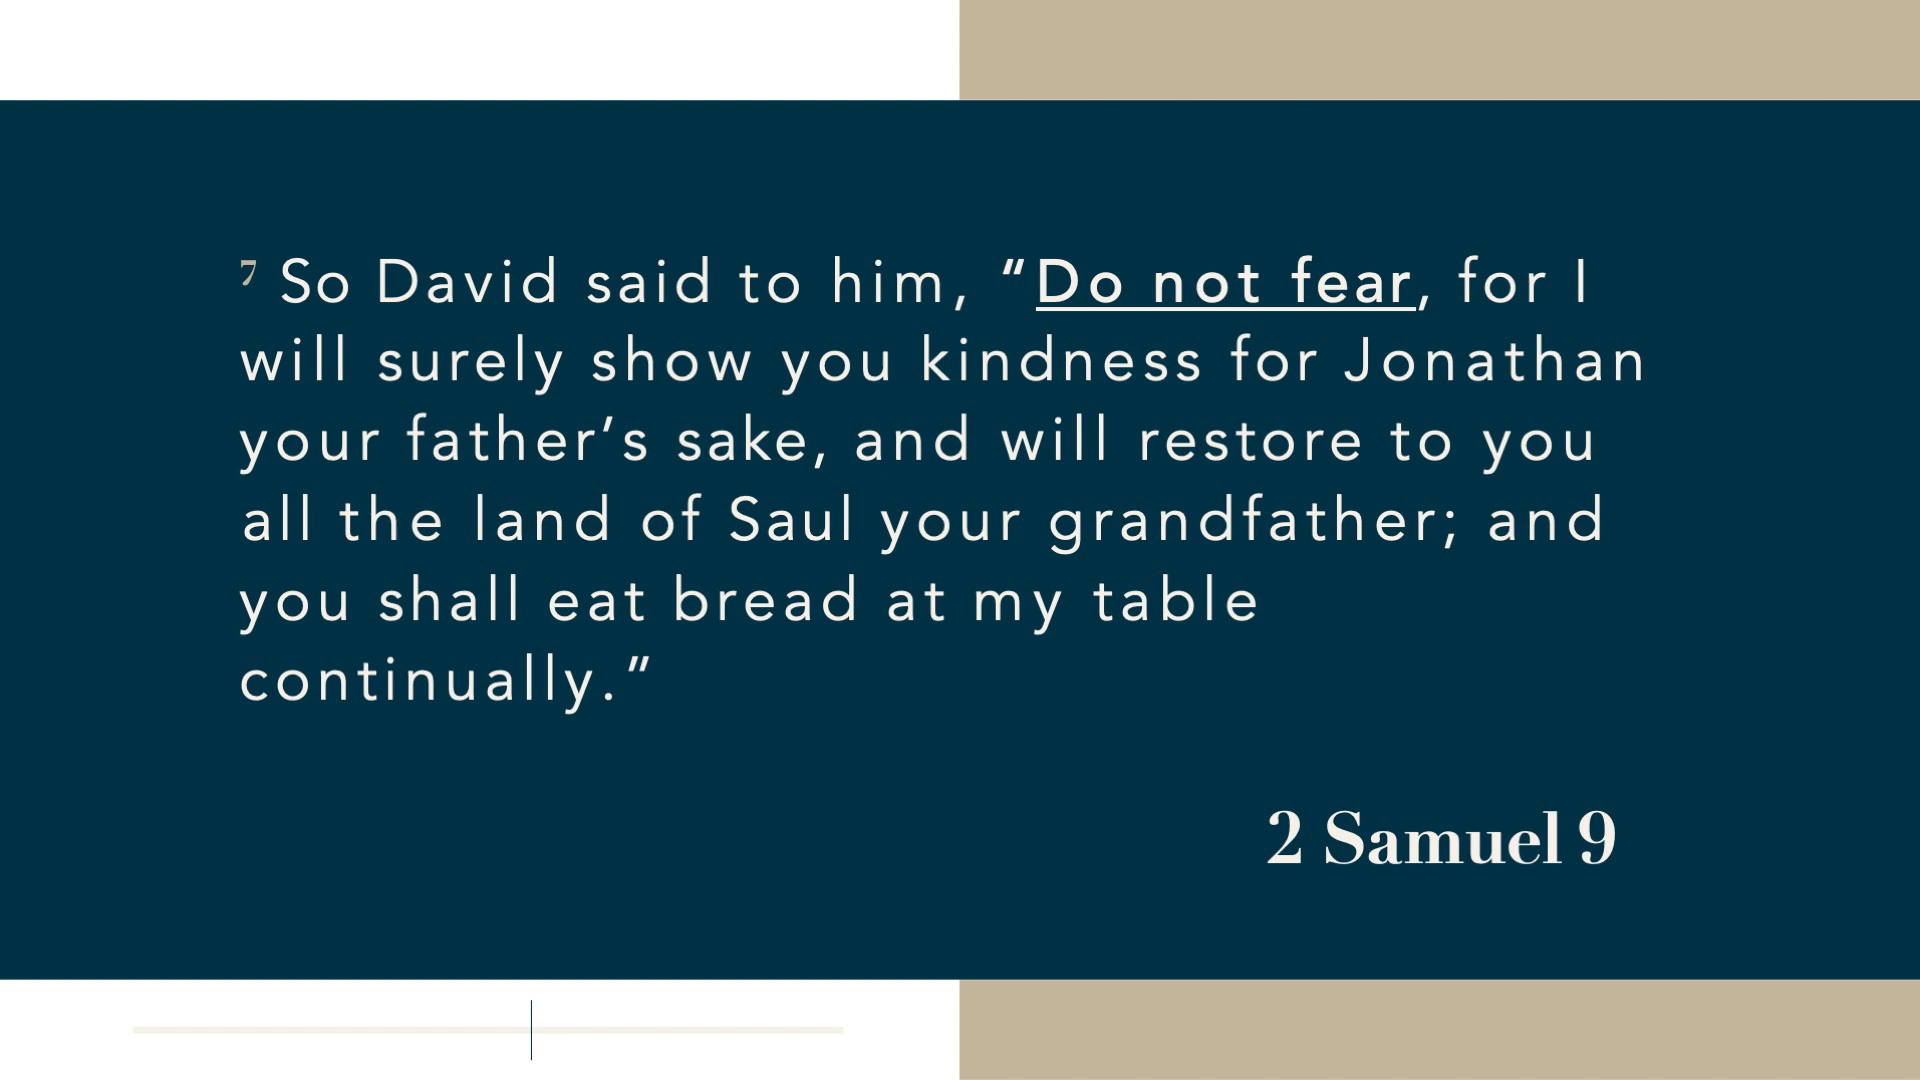 7 So David said to him, “Do not fear, for I
will surely show you kindness for Jonathan
your father’s sake, and will restore to you
all the land of Saul your grandfather; and
you shall eat bread at my table
continually.”
2 Samuel 9